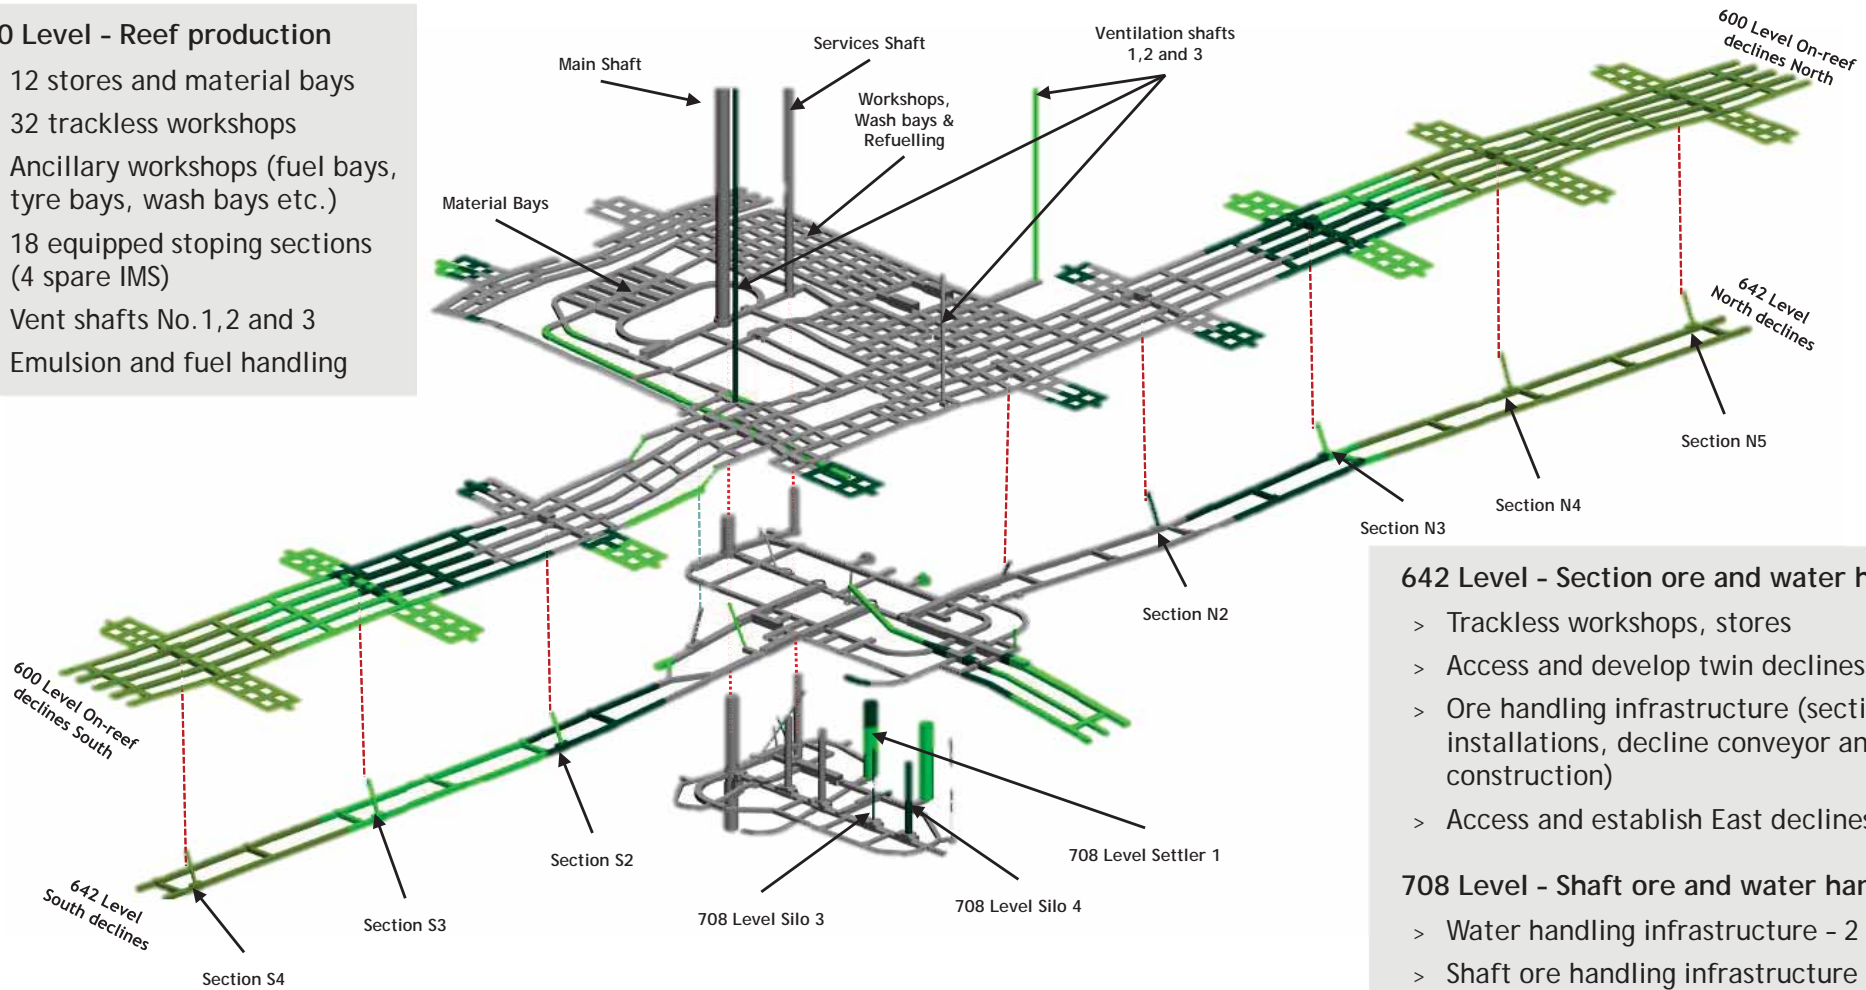 0 Level - Reef production
12 stores and material bays
32 trackless workshops
Ancillary workshops (fuel bays,
tyre bays, wash bays etc.)
18 equipped stoping sections
(4 spare IMS)
Vent shafts No.1,2 and 3
Emulsion and fuel handling
Main Shaft
Services Shaft
Ventilation shafts
1,2 and 3
Workshops,
Wash bays &
Refuelling
Material Bays
600 Level On-reef
declines North
642 Level
North declines
Section N5
Section N4
Section N3
Section N2
600 Level On-reef
declines South
642 Level
South declines
Section S4
Section S3
Section S2
708 Level Silo 3
708 Level Silo 4
708 Level Settler 1
642 Level - Section ore and water h
> Trackless workshops, stores
> Access and develop twin declines
> Ore handling infrastructure (secti
installations, decline conveyor an
construction)
> Access and establish East declines
708 Level - Shaft ore and water han
> Water handling infrastructure - 2
> Shaft ore handling infrastructure